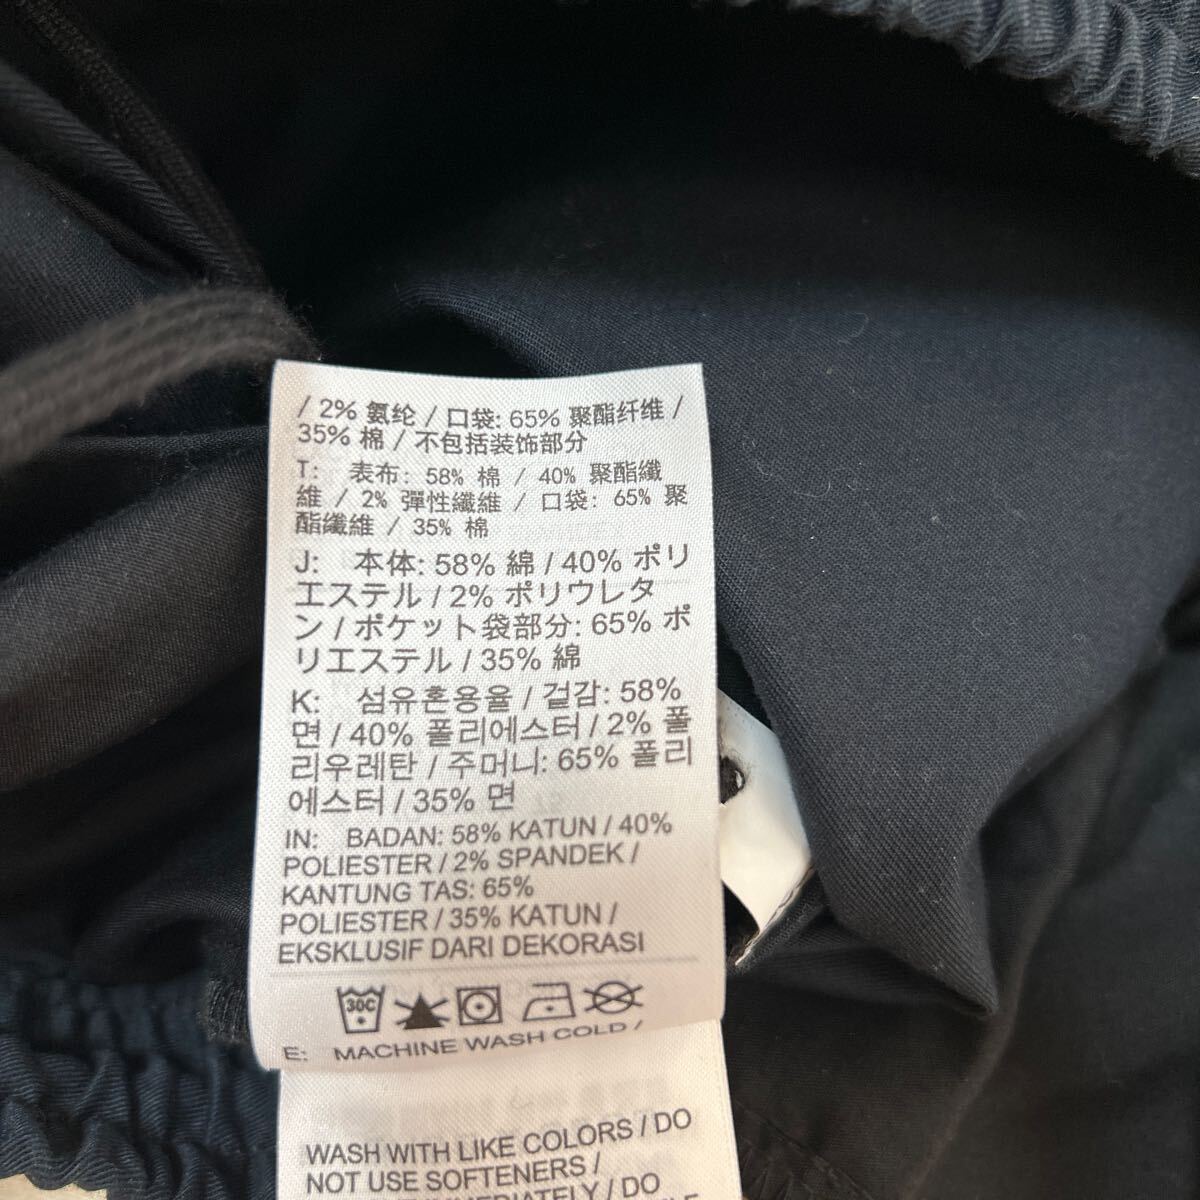 / 2% 氨纶 / 口袋: 65% 聚酯纤维 /
35% 棉 / 不包括装饰部分
T: 表布: 58% 棉 / 40% 聚酯纖
維 / 2% 彈性纖維 / 口袋: 65% 聚
酯纖維 / 35% 棉
J: 本体: 58% 綿 / 40% ポリ
エステル / 2% ポリウレタ
ン / ポケット袋部分: 65% ポ
リエステル / 35% 綿
K: 섬유혼용율 / 겉감: 58%
면 / 40% 폴리에스터 / 2% 폴
리우레탄 / 주머니: 65% 폴리
에스터 / 35% 면
IN: BADAN: 58% KATUN / 40%
POLIESTER / 2% SPANDEK /
KANTUNG TAS: 65%
POLIESTER / 35% KATUN /
EKSKLUSIF DARI DEKORASI
30C
E: MACHINE WASH COLD /
WASH WITH LIKE COLORS / DO
NOT USE SOFTENERS /
/ DO